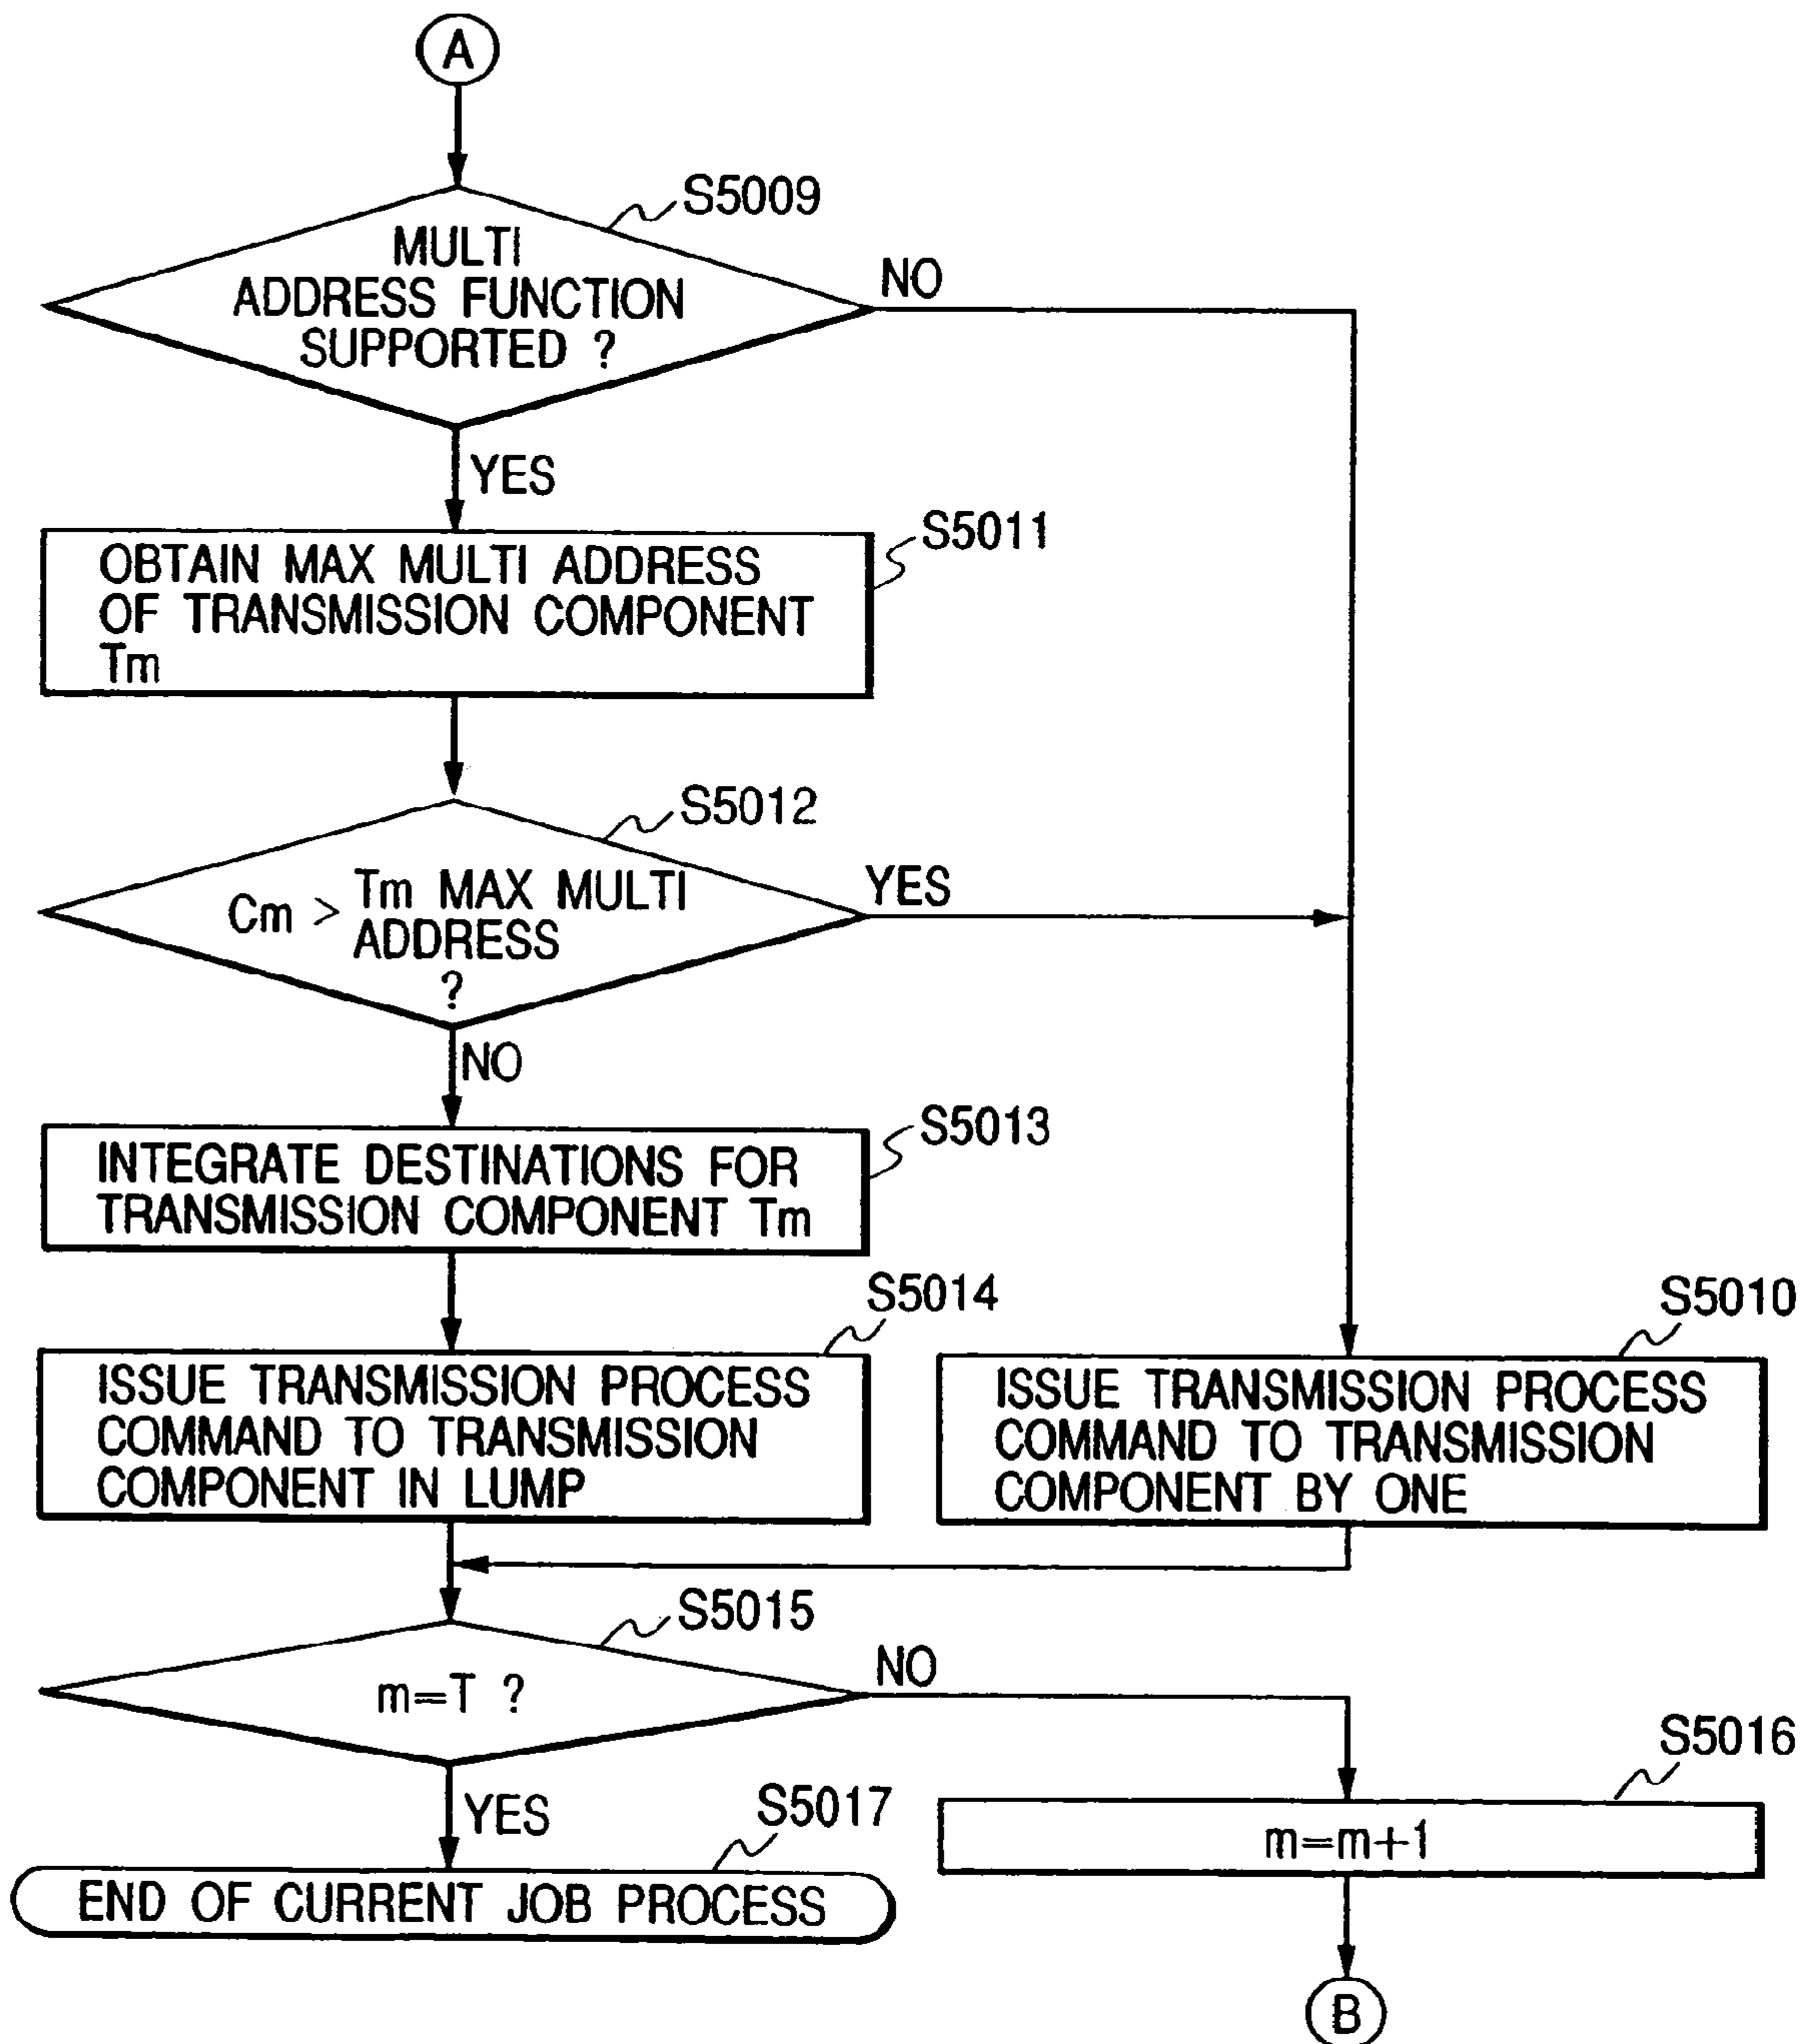 A
S5009
MULTI
ADDRESS FUNCTION
SUPPORTED ?
NO
YES
S5011
OBTAIN MAX MULTI ADDRESS
OF TRANSMISSION COMPONENT
Tm
S5012
Cm > Tm MAX MULTI
ADDRESS
?
YES
NO
S5013
INTEGRATE DESTINATIONS FOR
TRANSMISSION COMPONENT Tm
S5014
ISSUE TRANSMISSION PROCESS
COMMAND TO TRANSMISSION
COMPONENT IN LUMP
S5010
ISSUE TRANSMISSION PROCESS
COMMAND TO TRANSMISSION
COMPONENT BY ONE
S5015
m=T ?
NO
YES
S5016
m=m+1
S5017
END OF CURRENT JOB PROCESS
B